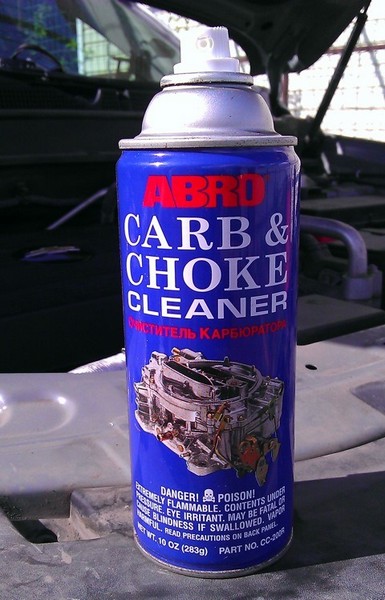 ABRO
CARB &
CHOKE
CLEANER
ОЧИСТИТЕЛЬ КАРБЮРАТОРА
DANGER! POISON!
EXTREMELY FLAMMABLE. CONTENTS UNDER
PRESSURE. EYE IRRITANT. MAY BE FATAL OR
CAUSE BLINDNESS IF SWALLOWED. VAPOR
HARMFUL. READ PRECAUTIONS ON BACK PANEL.
NET WT. 10 OZ (283g) PART NO. CC-200R